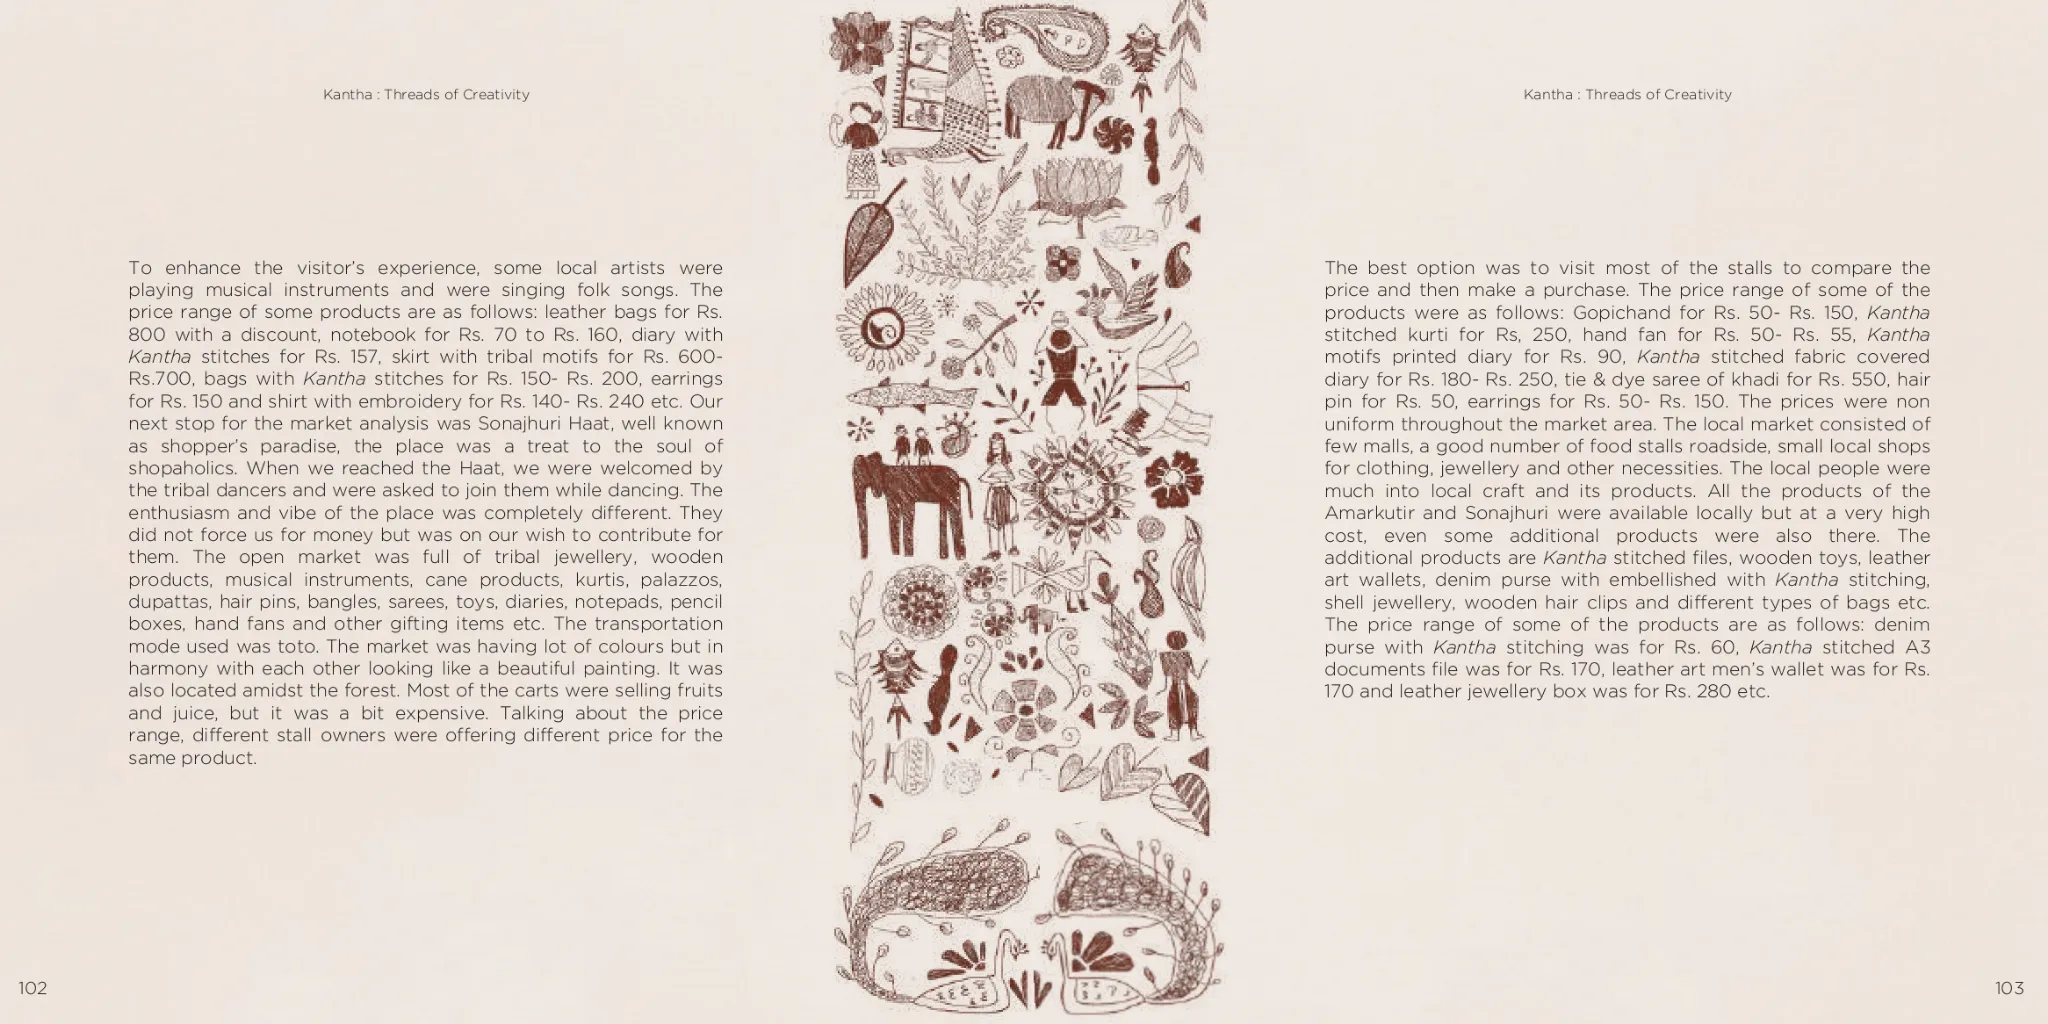 Kantha : Threads of Creativity
To enhance the visitor's experience, some local artists were
playing musical instruments and were singing folk songs. The
price range of some products are as follows: leather bags for Rs.
800 with a discount, notebook for Rs. 70 to Rs. 160, diary with
Kantha stitches for Rs. 157, skirt with tribal motifs for Rs. 600-
Rs.700, bags with Kantha stitches for Rs. 150- Rs. 200, earrings
for Rs. 150 and shirt with embroidery for Rs. 140- Rs. 240 etc. Our
next stop for the market analysis was Sonajhuri Haat, well known
as shopper's paradise, the place was a treat to the soul of
shopaholics. When we reached the Haat, we were welcomed by
the tribal dancers and were asked to join them while dancing. The
enthusiasm and vibe of the place was completely different. They
did not force us for money but was on our wish to contribute for
them. The open market was full of tribal jewellery, wooden
products, musical instruments, cane products, kurtis, palazzos,
dupattas, hair pins, bangles, sarees, toys, diaries, notepads, pencil
boxes, hand fans and other gifting items etc. The transportation
mode used was toto. The market was having lot of colours but in
harmony with each other looking like a beautiful painting. It was
also located amidst the forest. Most of the carts were selling fruits
and juice, but it was a bit expensive. Talking about the price
range, different stall owners were offering different price for the
same product.
102
Kantha : Threads of Creativity
The best option was to visit most of the stalls to compare the
price and then make a purchase. The price range of some of the
products were as follows: Gopichand for Rs. 50- Rs. 150, Kantha
stitched kurti for Rs, 250, hand fan for Rs. 50- Rs. 55, Kantha
motifs printed diary for Rs. 90, Kantha stitched fabric covered
diary for Rs. 180- Rs. 250, tie & dye saree of khadi for Rs. 550, hair
pin for Rs. 50, earrings for Rs. 50- Rs. 150. The prices were non
uniform throughout the market area. The local market consisted of
few malls, a good number of food stalls roadside, small local shops
for clothing, jewellery and other necessities. The local people were
much into local craft and its products. All the products of the
Amarkutir and Sonajhuri were available locally but at a very high
cost, even some additional products were also there. The
additional products are Kantha stitched files, wooden toys, leather
art wallets, denim purse with embellished with Kantha stitching,
shell jewellery, wooden hair clips and different types of bags etc.
The price range of some of the products are as follows: denim
purse with Kantha stitching was for Rs. 60, Kantha stitched A3
documents file was for Rs. 170, leather art men's wallet was for Rs.
170 and leather jewellery box was for Rs. 280 etc.
103